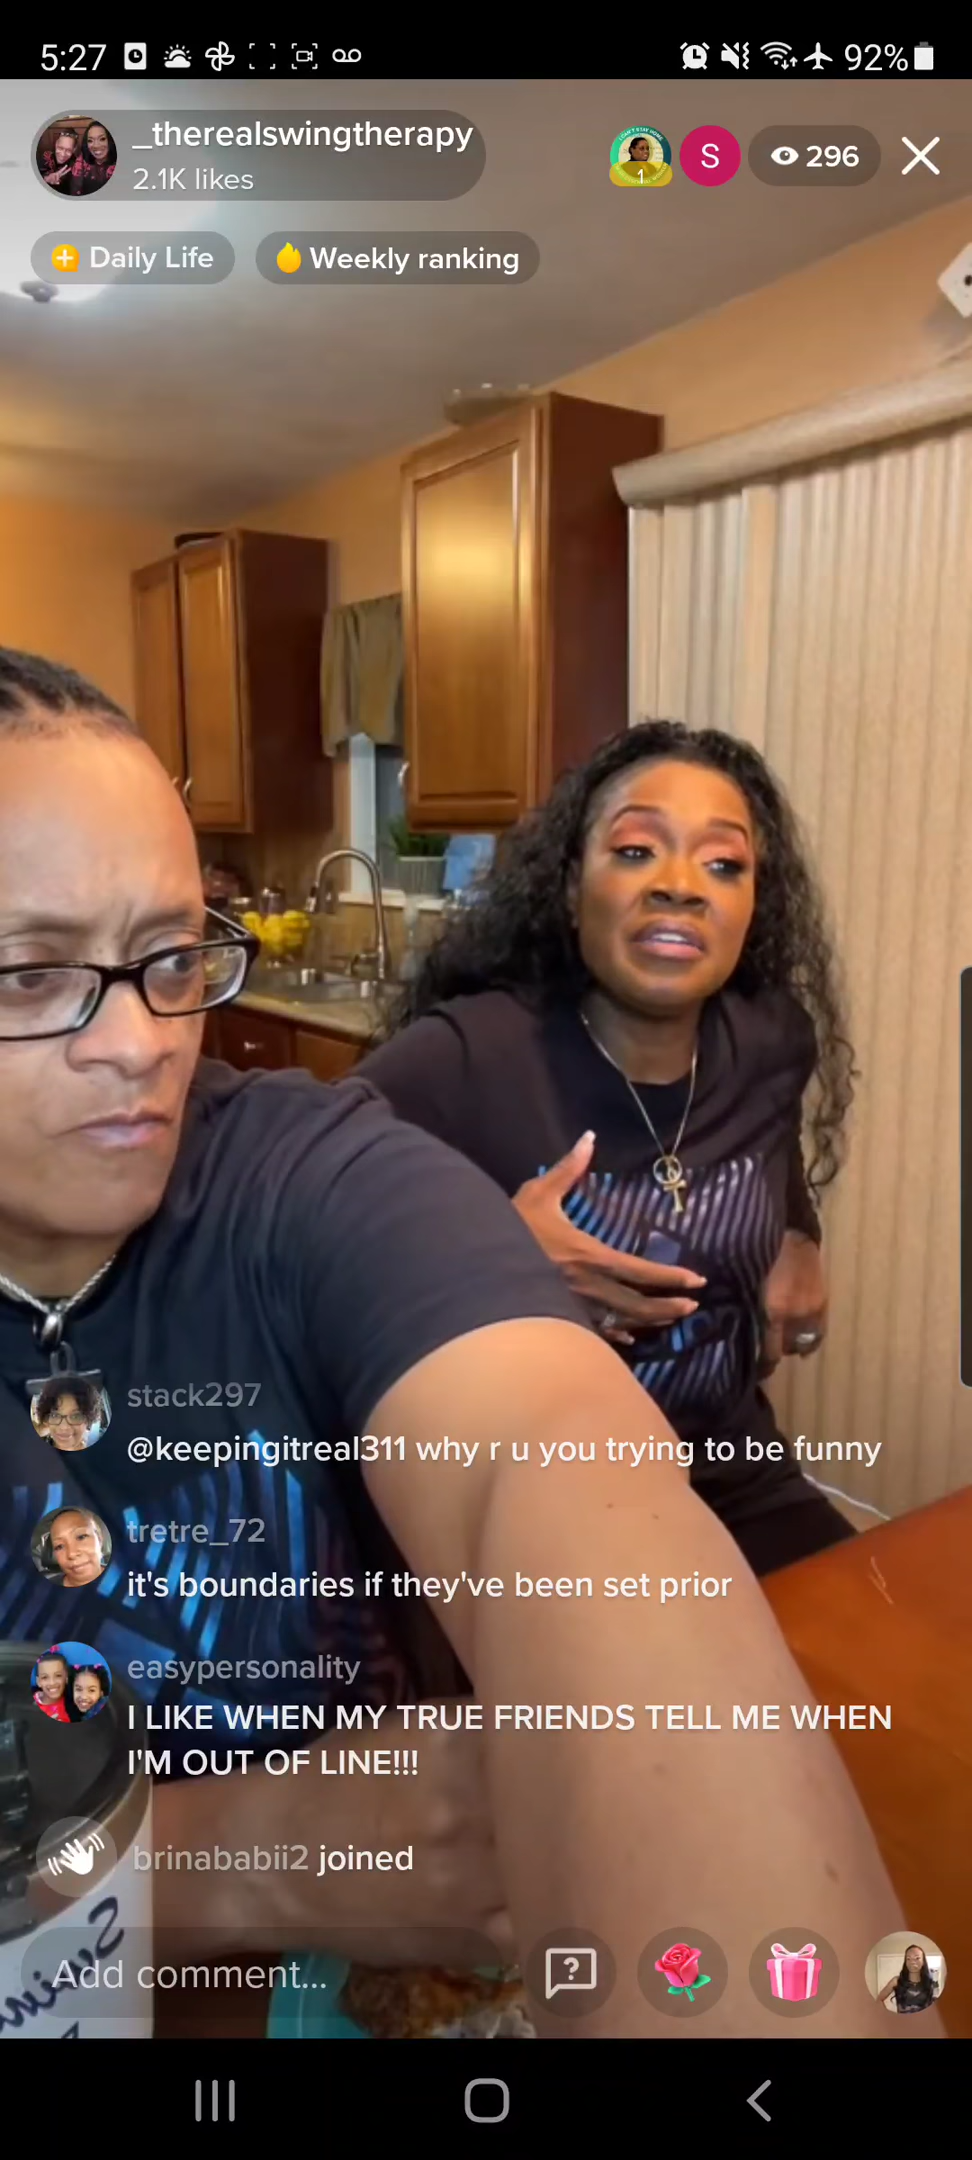 5:27
92%
_therealswingtherapy
2.1K likes
1
S
296
Daily Life
Weekly ranking
stack297
@keepingitreal311 why r u you trying to be funny
tretre_72
it's boundaries if they've been set prior
easypersonality
I LIKE WHEN MY TRUE FRIENDS TELL ME WHEN
I'M OUT OF LINE!!!
brinababii2 joined
Add comment...